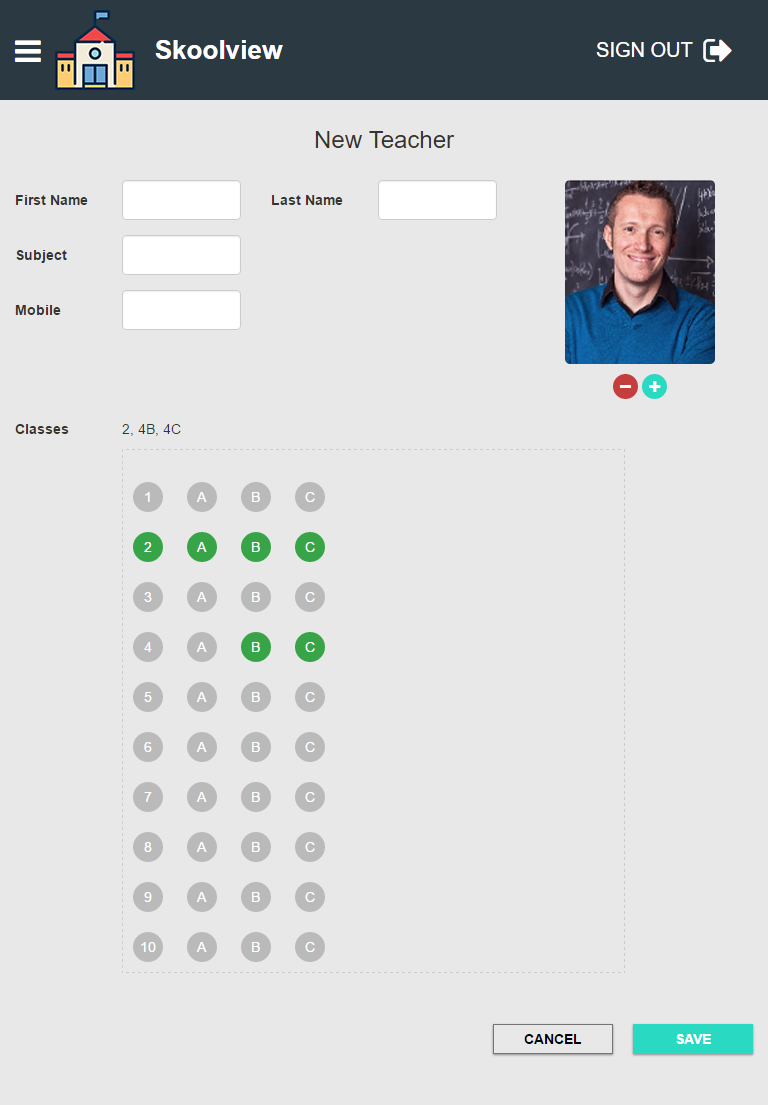 Skoolview SIGN OUT
New Teacher
First Name Last Name
Subject
Mobile
Classes 2, 4B, 4C
1 A B C
2 A B C
3 A B C
4 A B C
5 A B C
6 A B C
7 A B C
8 A B C
9 A B C
10 A B C
CANCEL SAVE